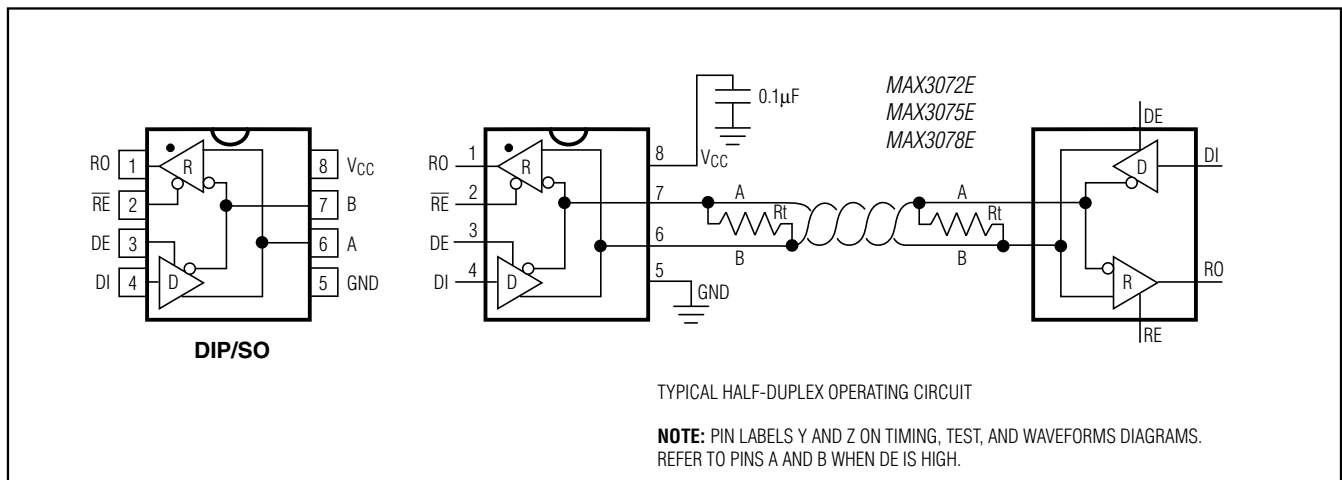 RO 1
RE 2
DE 3
DI 4
R
D
8 VCC
7 B
6 A
5 GND
DIP/SO
RO 1
RE 2
DE 3
DI 4
R
D
8 VCC
7
6
5 GND
0.1µF
A
Rt
B
A
Rt
B
MAX3072E
MAX3075E
MAX3078E
DE
D
DI
R
RO
RE
TYPICAL HALF-DUPLEX OPERATING CIRCUIT
NOTE: PIN LABELS Y AND Z ON TIMING, TEST, AND WAVEFORMS DIAGRAMS.
REFER TO PINS A AND B WHEN DE IS HIGH.